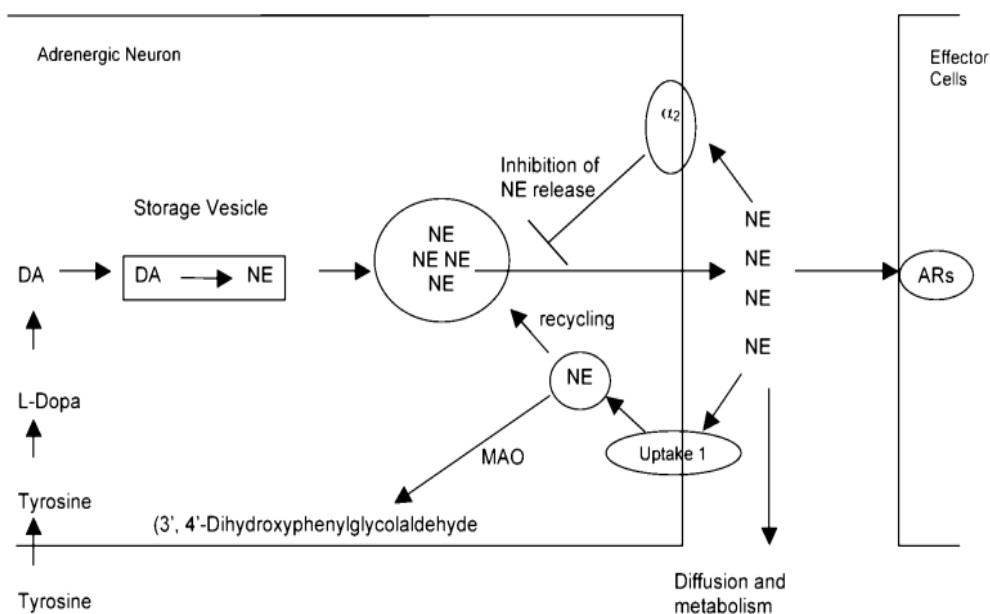 Adrenergic Neuron
Effector
Cells
α2
Inhibition of
NE release
Storage Vesicle
NE
NE
NE NE
NE
DA
DA
NE
NE
ARs
NE
NE
recycling
NE
L-Dopa
Uptake 1
MAO
Tyrosine
(3', 4'-Dihydroxyphenylglycolaldehyde
Diffusion and
metabolism
Tyrosine